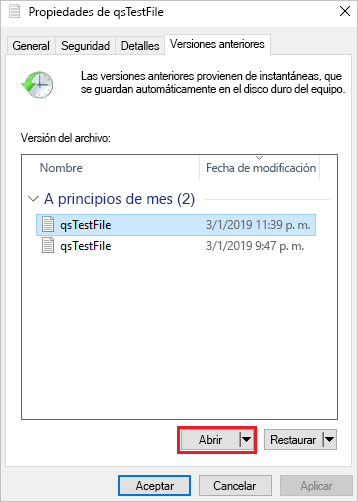 Propiedades de qsTestFile
General Seguridad Detalles Versiones anteriores
Las versiones anteriores provienen de instantáneas, que
se guardan automáticamente en el disco duro del equipo.
Versión del archivo:
Nombre Fecha de modificación
A principios de mes (2)
qsTestFile 3/1/2019 11:39 p. m.
qsTestFile 3/1/2019 9:47 p. m.
Abrir Restaurar
Aceptar Cancelar Aplicar